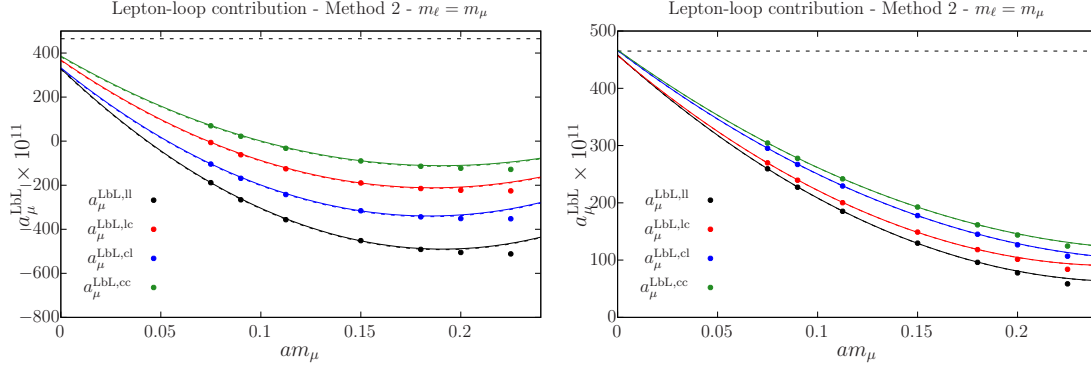 Lepton-loop contribution - Method 2 - m_ℓ = m_μ
400
200
0
−200
−400
−600
−800
a_μ^LbL × 10^11
a_μ^LbL,ll
a_μ^LbL,lc
a_μ^LbL,cl
a_μ^LbL,cc
0 0.05 0.1 0.15 0.2
am_μ
Lepton-loop contribution - Method 2 - m_ℓ = m_μ
500
400
300
200
100
0
a_μ^LbL × 10^11
a_μ^LbL,ll
a_μ^LbL,lc
a_μ^LbL,cl
a_μ^LbL,cc
0 0.05 0.1 0.15 0.2
am_μ